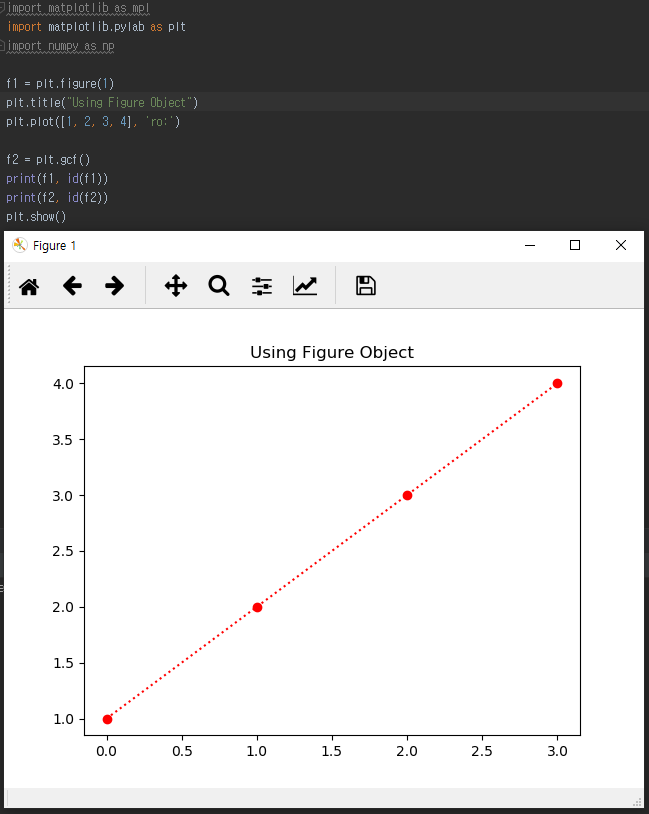 import matplotlib as mpl
import matplotlib.pylab as plt
import numpy as np
f1 = plt.figure(1)
plt.title("Using Figure Object")
plt.plot([1, 2, 3, 4], 'ro:')
f2 = plt.gcf()
print(f1, id(f1))
print(f2, id(f2))
plt.show()
Figure 1
Using Figure Object
4.0
3.5
3.0
2.5
2.0
1.5
1.0
0.0 0.5 1.0 1.5 2.0 2.5 3.0